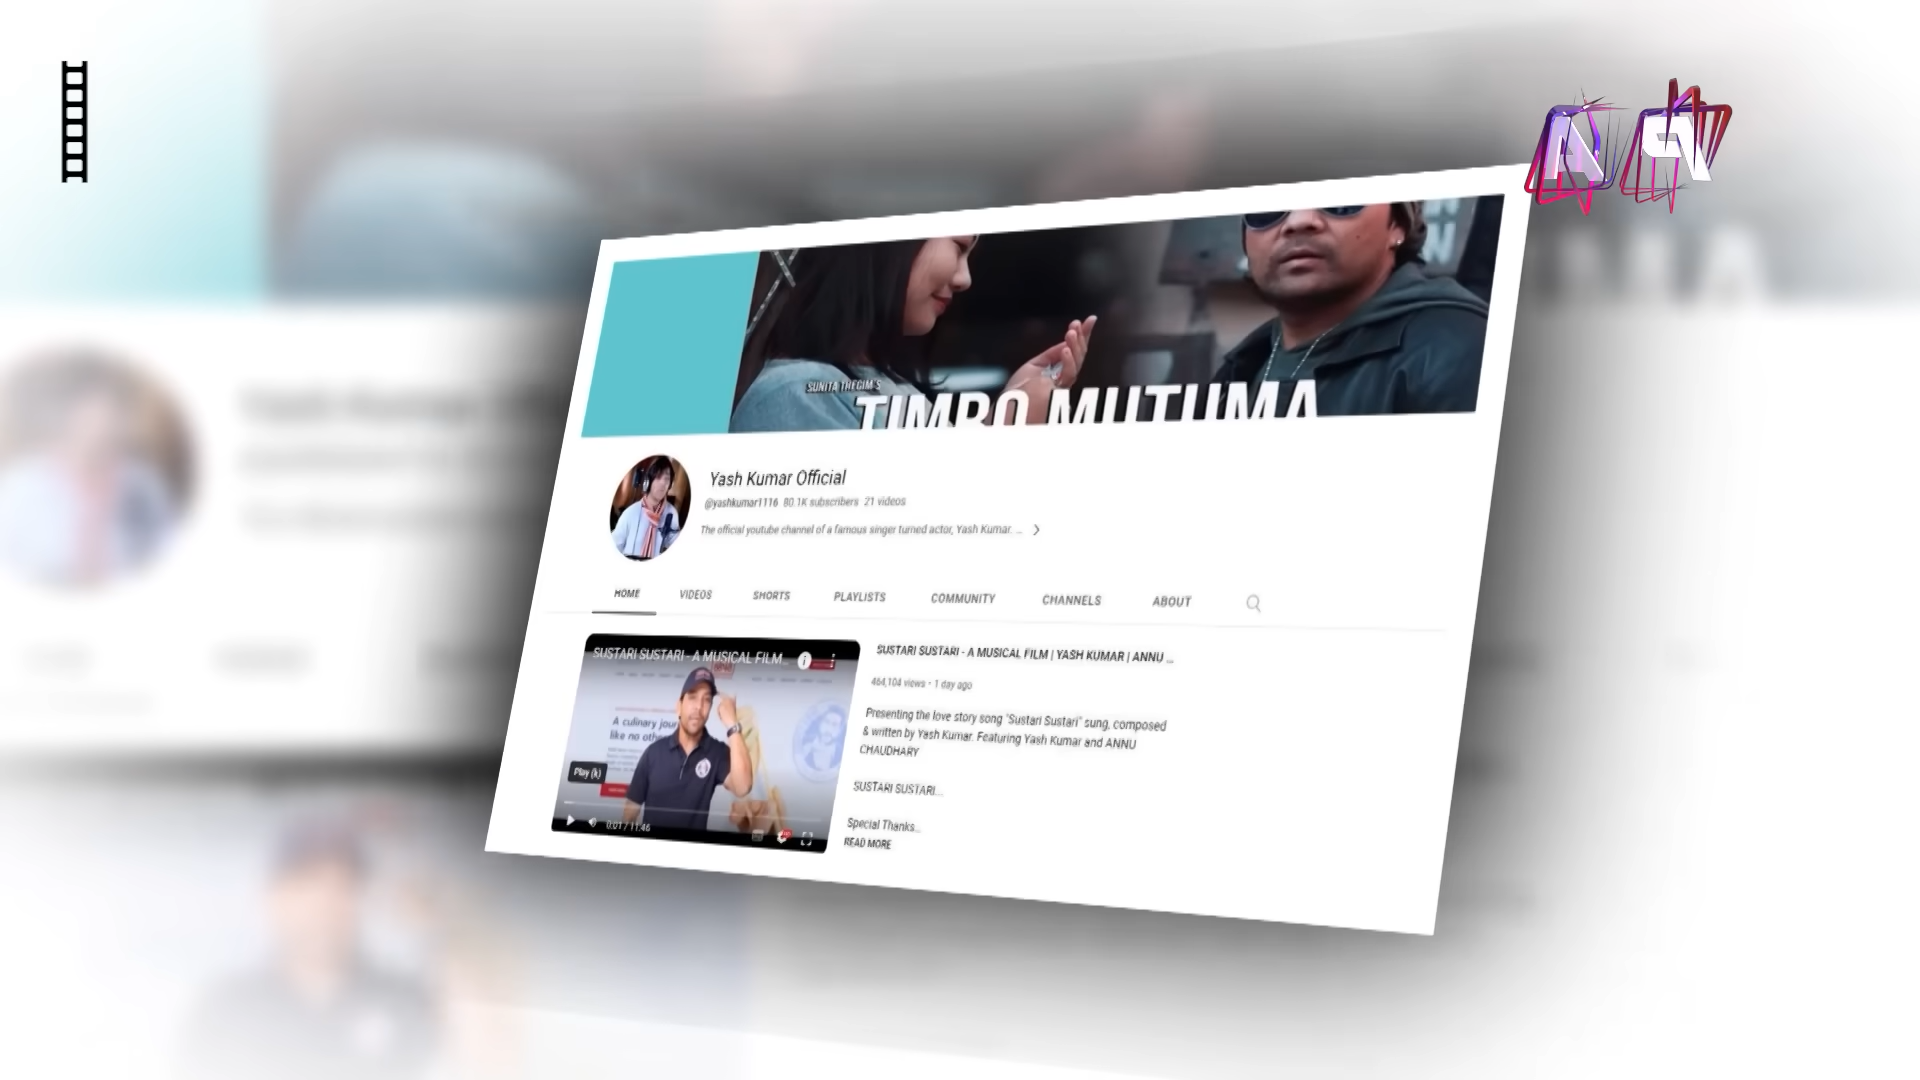 AP
SUNITA THEGIM'S
TIMRO MUTUMA
Yash Kumar Official
@yashkumar1116 80.1K subscribers 21 videos
The official youtube channel of a famous singer turned actor, Yash Kumar. ...
HOME VIDEOS SHORTS PLAYLISTS COMMUNITY CHANNELS ABOUT
SUSTARI SUSTARI - A MUSICAL FILM...
A culinary jour
like no othe
Play (k)
0:01 / 11:46
SUSTARI SUSTARI - A MUSICAL FILM | YASH KUMAR | ANNU ...
464,104 views • 1 day ago
Presenting the love story song "Sustari Sustari" sung, composed
& written by Yash Kumar. Featuring Yash Kumar and ANNU
CHAUDHARY
SUSTARI SUSTARI...
Special Thanks...
READ MORE